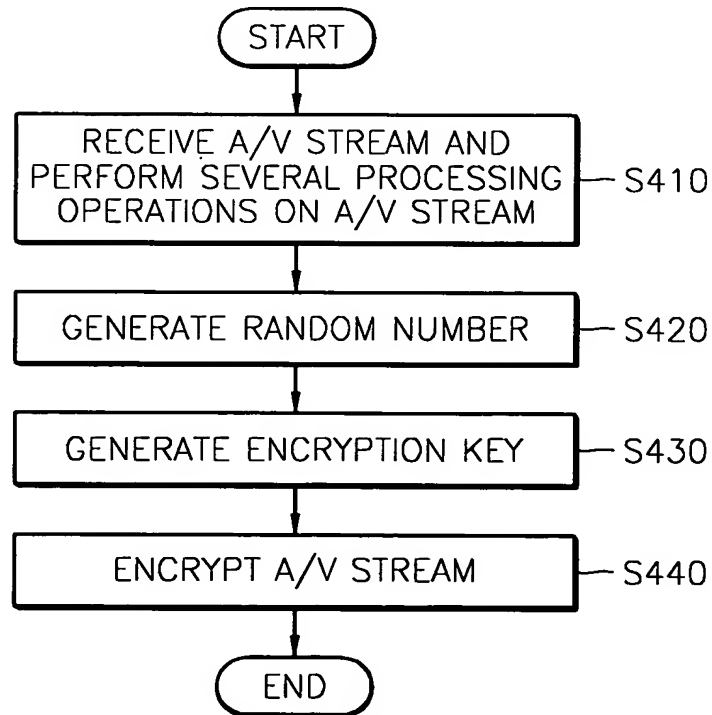 START
RECEIVE A/V STREAM AND
PERFORM SEVERAL PROCESSING
OPERATIONS ON A/V STREAM
S410
GENERATE RANDOM NUMBER
S420
GENERATE ENCRYPTION KEY
S430
ENCRYPT A/V STREAM
S440
END